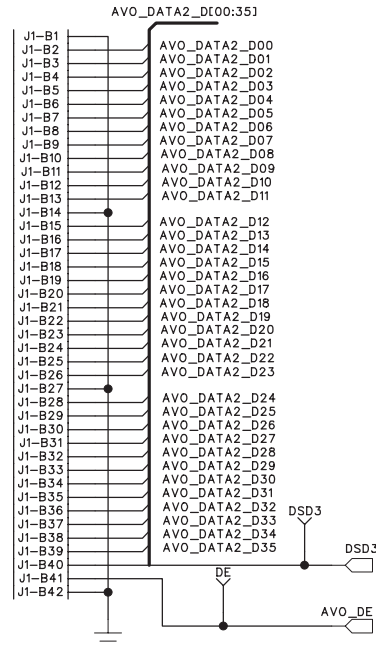 AVO_DATA2_D[00:35]
J1-B1
J1-B2 AVO_DATA2_D00
J1-B3 AVO_DATA2_D01
J1-B4 AVO_DATA2_D02
J1-B5 AVO_DATA2_D03
J1-B6 AVO_DATA2_D04
J1-B7 AVO_DATA2_D05
J1-B8 AVO_DATA2_D06
J1-B9 AVO_DATA2_D07
J1-B10 AVO_DATA2_D08
J1-B11 AVO_DATA2_D09
J1-B12 AVO_DATA2_D10
J1-B13 AVO_DATA2_D11
J1-B14
J1-B15 AVO_DATA2_D12
J1-B16 AVO_DATA2_D13
J1-B17 AVO_DATA2_D14
J1-B18 AVO_DATA2_D15
J1-B19 AVO_DATA2_D16
J1-B20 AVO_DATA2_D17
J1-B21 AVO_DATA2_D18
J1-B22 AVO_DATA2_D19
J1-B23 AVO_DATA2_D20
J1-B24 AVO_DATA2_D21
J1-B25 AVO_DATA2_D22
J1-B26 AVO_DATA2_D23
J1-B27
J1-B28 AVO_DATA2_D24
J1-B29 AVO_DATA2_D25
J1-B30 AVO_DATA2_D26
J1-B31 AVO_DATA2_D27
J1-B32 AVO_DATA2_D28
J1-B33 AVO_DATA2_D29
J1-B34 AVO_DATA2_D30
J1-B35 AVO_DATA2_D31
J1-B36 AVO_DATA2_D32
J1-B37 AVO_DATA2_D33
J1-B38 AVO_DATA2_D34
J1-B39 AVO_DATA2_D35
J1-B40
J1-B41
J1-B42
DSD3
DSD3
DE
AVO_DE